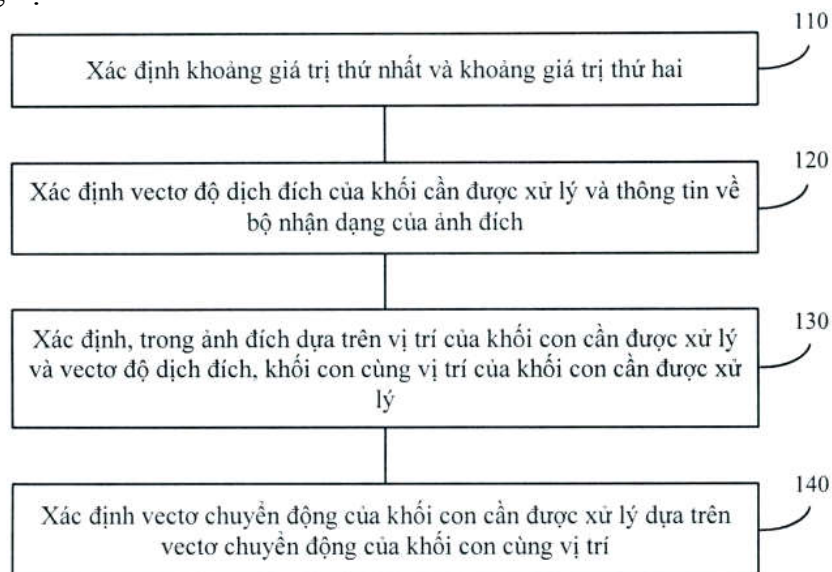 110
Xác định khoảng giá trị thứ nhất và khoảng giá trị thứ hai
120
Xác định vectơ độ dịch đích của khối cần được xử lý và thông tin về
bộ nhận dạng của ảnh đích
130
Xác định, trong ảnh đích dựa trên vị trí của khối con cần được xử lý
và vectơ độ dịch đích, khối con cùng vị trí của khối con cần được xử
lý
140
Xác định vectơ chuyển động của khối con cần được xử lý dựa trên
vectơ chuyển động của khối con cùng vị trí